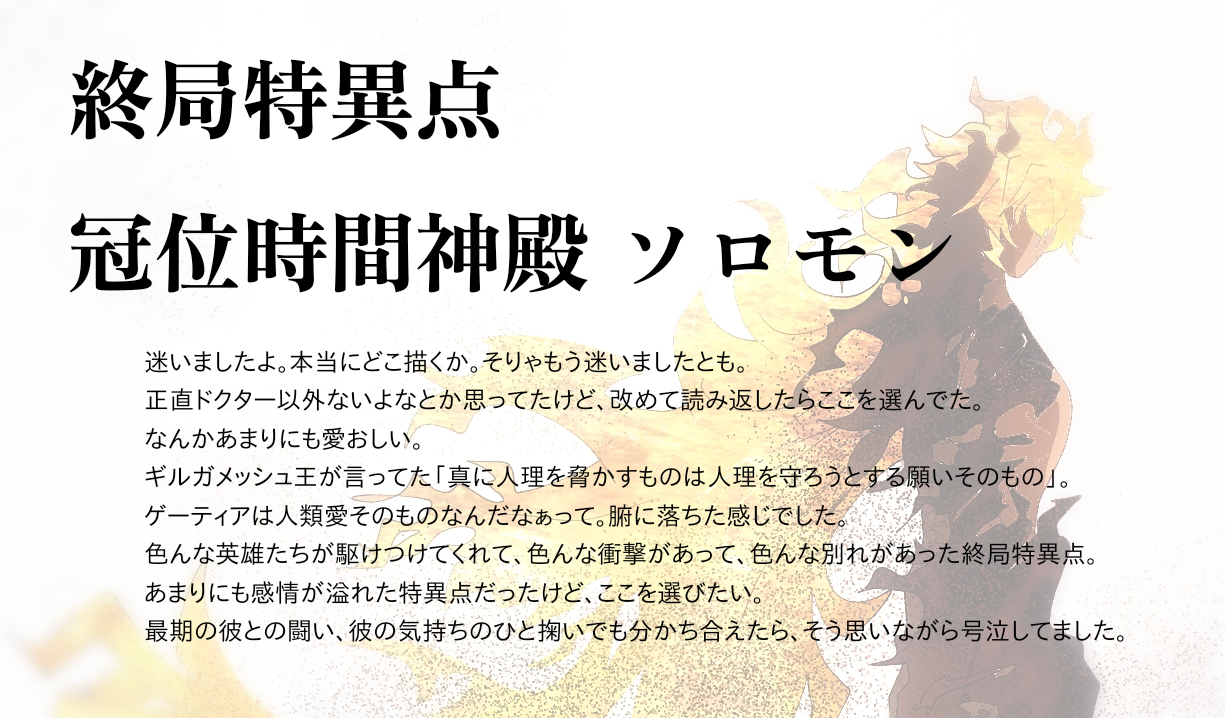 終局特異点
冠位時間神殿 ソロモン
迷いましたよ。本当にどこ描くか。そりゃもう迷いましたとも。
正直ドクター以外ないよなとか思ってたけど、改めて読み返したらここを選んでた。
なんかあまりにも愛おしい。
ギルガメッシュ王が言ってた「真に人理を脅かすものは人理を守ろうとする願いそのもの」。
ゲーティアは人類愛そのものなんだなぁって。腑に落ちた感じでした。
色んな英雄たちが駆けつけてくれて、色んな衝撃があって、色んな別れがあった終局特異点。
あまりにも感情が溢れた特異点だったけど、ここを選びたい。
最期の彼との闘い、彼の気持ちのひと掬いでも分かち合えたら、そう思いながら号泣してました。